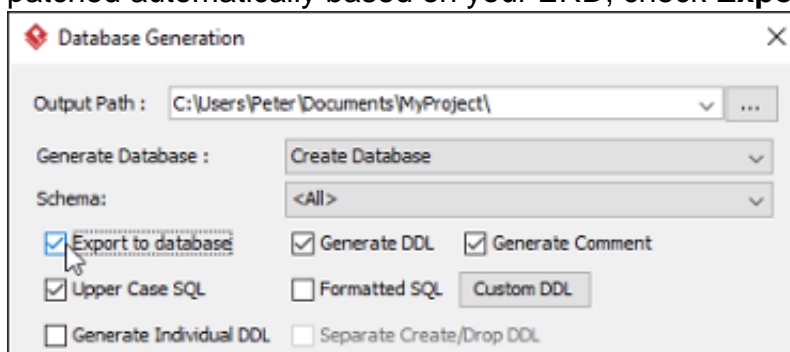 patched automatically based on your ERD, check Expo
Database Generation
Output Path : C:\Users\Peter\Documents\MyProject\ ...
Generate Database : Create Database
Schema: <All>
Export to database Generate DDL Generate Comment
Upper Case SQL Formatted SQL Custom DDL
Generate Individual DDL Separate Create/Drop DDL